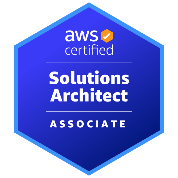 aws
certified
Solutions
Architect
ASSOCIATE